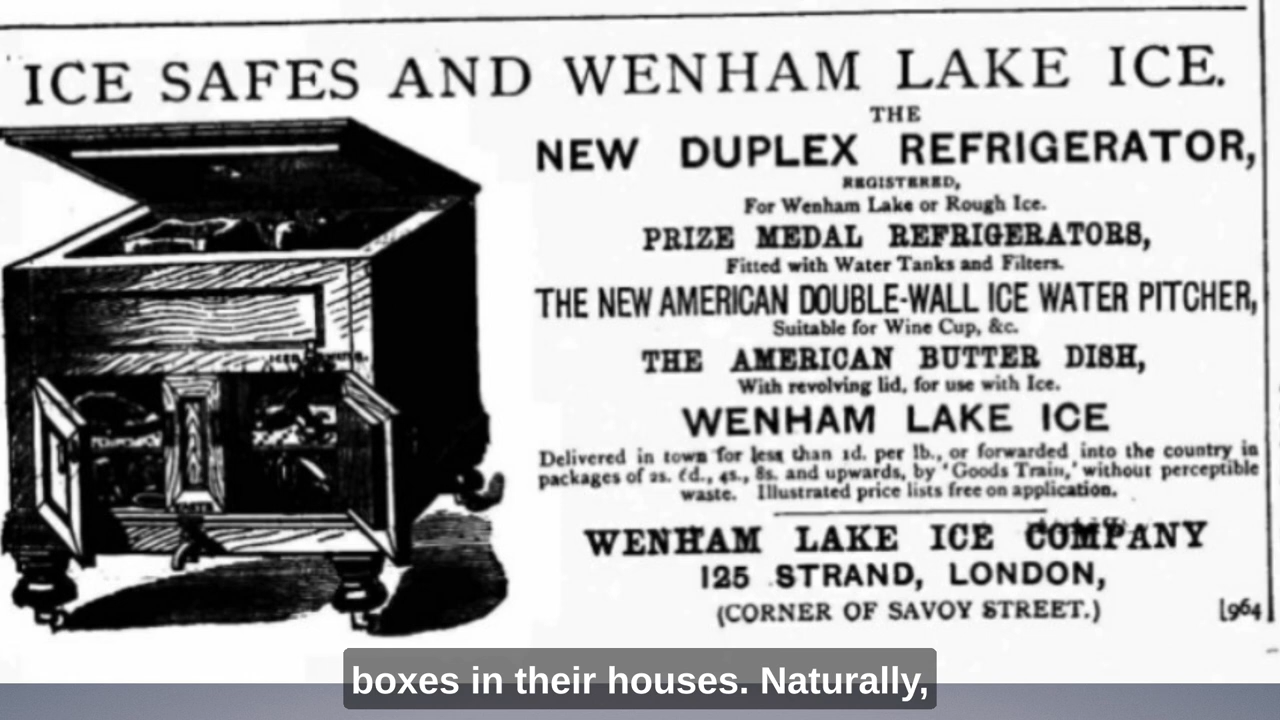 ICE SAFES AND WENHAM LAKE ICE.
THE
NEW DUPLEX REFRIGERATOR,
REGISTERED,
For Wenham Lake or Rough Ice.
PRIZE MEDAL REFRIGERATORS,
Fitted with Water Tanks and Filters.
THE NEW AMERICAN DOUBLE-WALL ICE WATER PITCHER,
Suitable for Wine Cup, &c.
THE AMERICAN BUTTER DISH,
With revolving lid, for use with Ice.
WENHAM LAKE ICE
Delivered in town for less than 1d. per lb., or forwarded into the country in
packages of 2s. 6d., 4s., 8s. and upwards, by 'Goods Train,' without perceptible
waste. Illustrated price lists free on application.
WENHAM LAKE ICE COMPANY
125 STRAND, LONDON,
(CORNER OF SAVOY STREET.)
[964
boxes in their houses. Naturally,